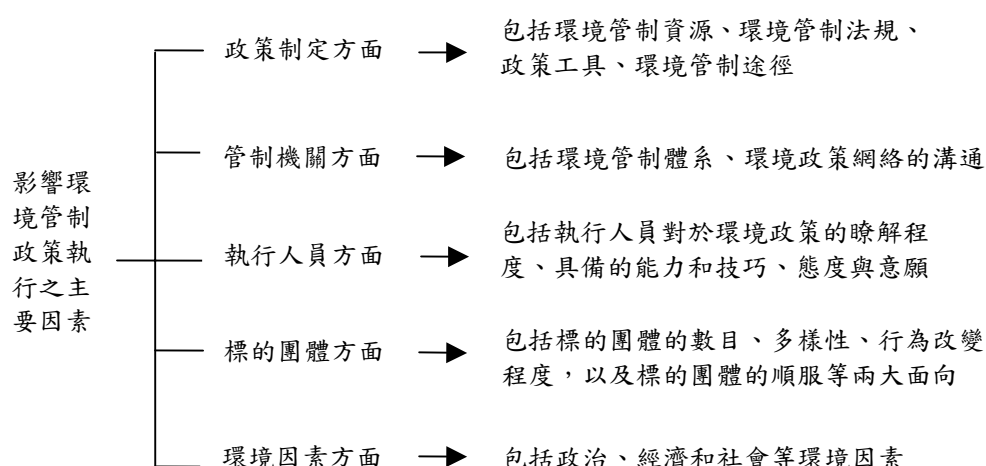 影響環
境管制
政策執
行之主
要因素
政策制定方面
包括環境管制資源、環境管制法規、
政策工具、環境管制途徑
管制機關方面
包括環境管制體系、環境政策網絡的溝通
執行人員方面
包括執行人員對於環境政策的瞭解程
度、具備的能力和技巧、態度與意願
標的團體方面
包括標的團體的數目、多樣性、行為改變
程度,以及標的團體的順服等兩大面向
環境因素方面
包括政治、經濟和社會等環境因素